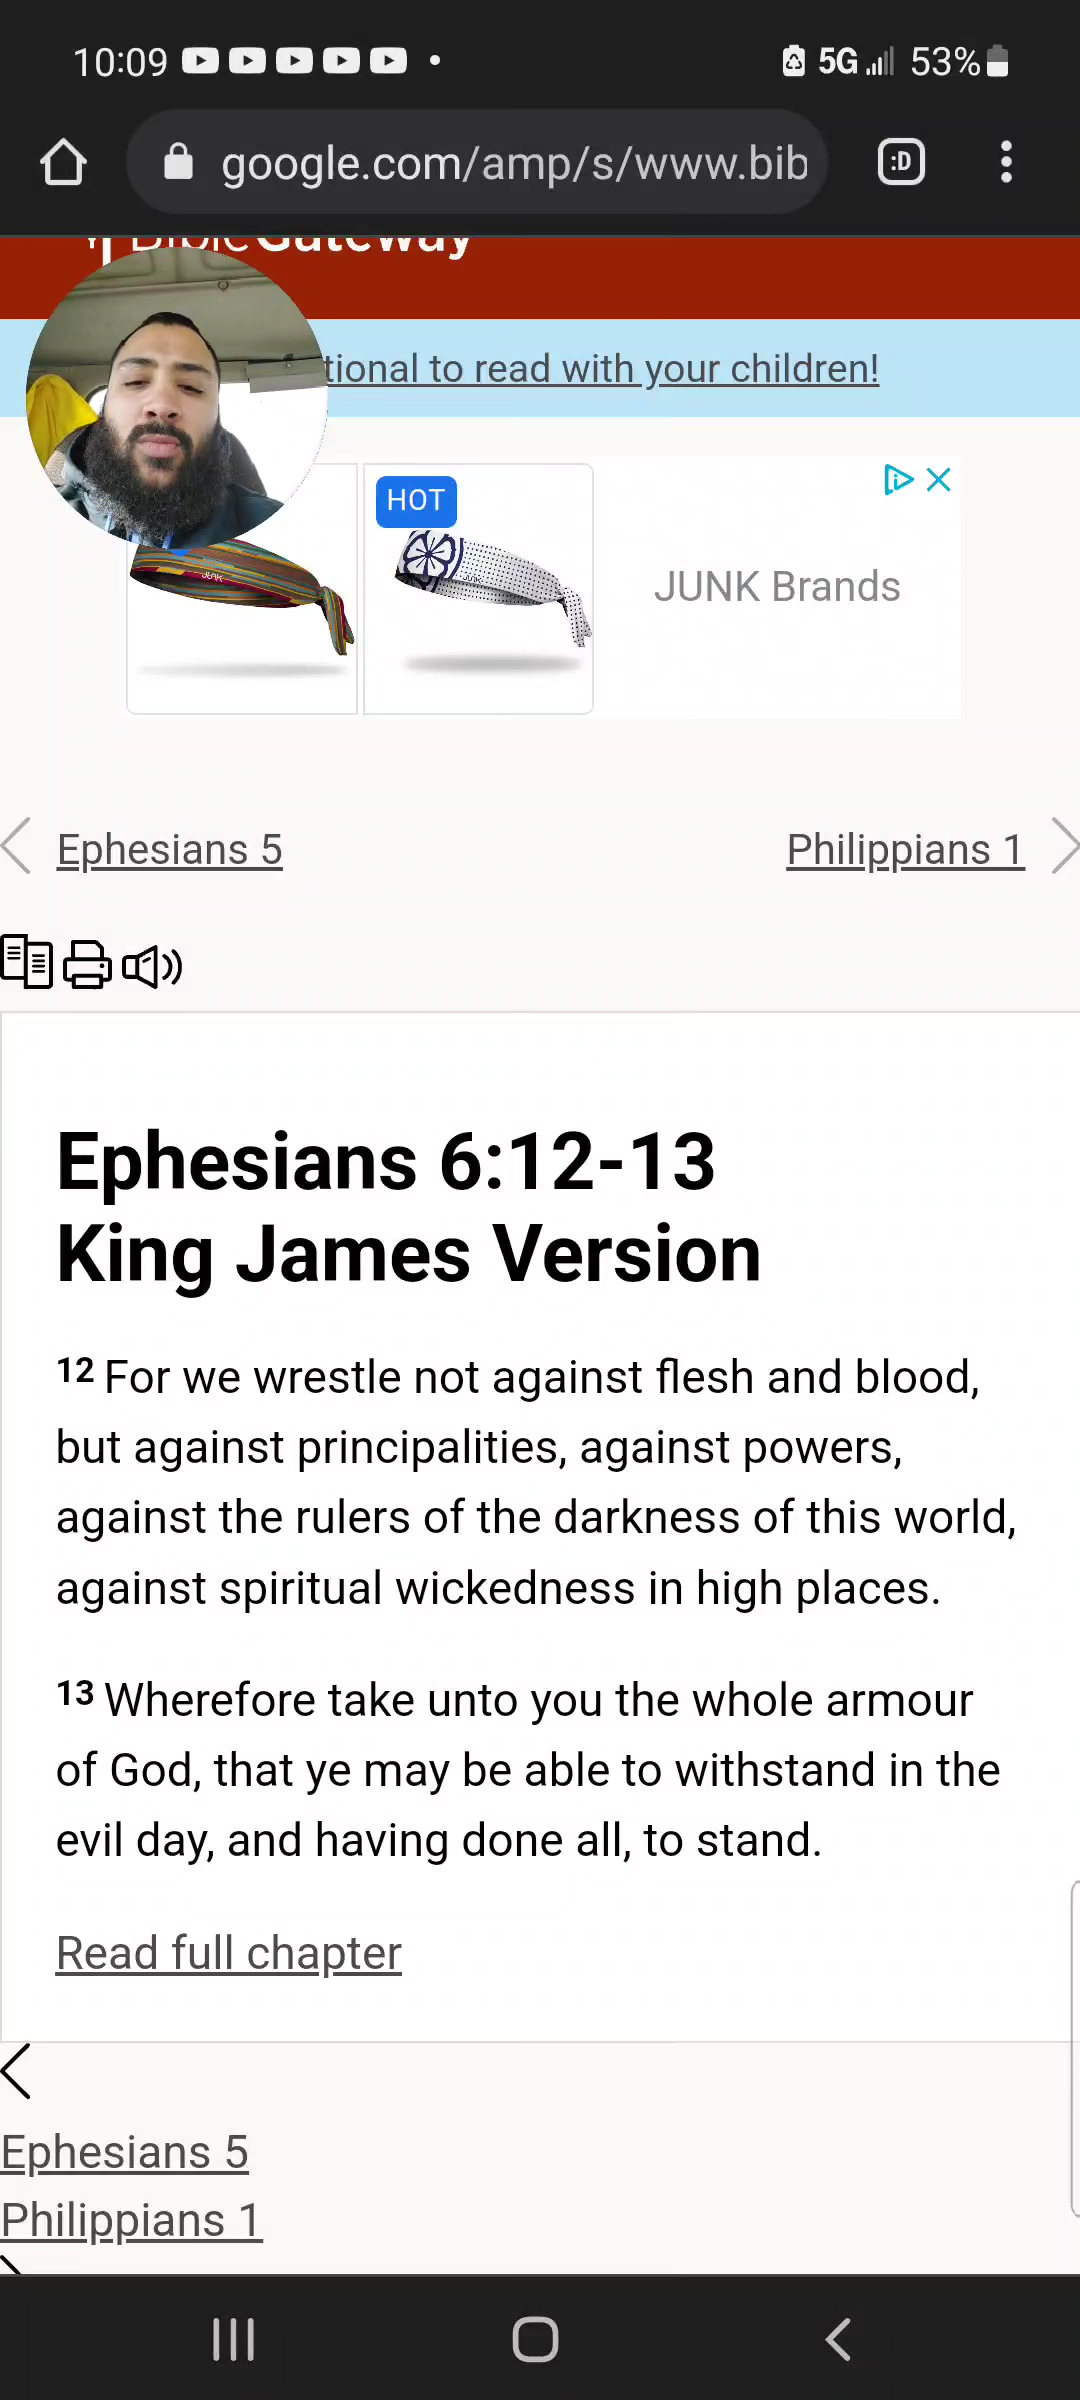 10:09 5G 53%
google.com/amp/s/www.bib :D
BibleGateway
tional to read with your children!
HOT
JUNK JUNK
JUNK Brands
Ephesians 5 Philippians 1
Ephesians 6:12-13
King James Version
12 For we wrestle not against flesh and blood,
but against principalities, against powers,
against the rulers of the darkness of this world,
against spiritual wickedness in high places.
13 Wherefore take unto you the whole armour
of God, that ye may be able to withstand in the
evil day, and having done all, to stand.
Read full chapter
Ephesians 5
Philippians 1